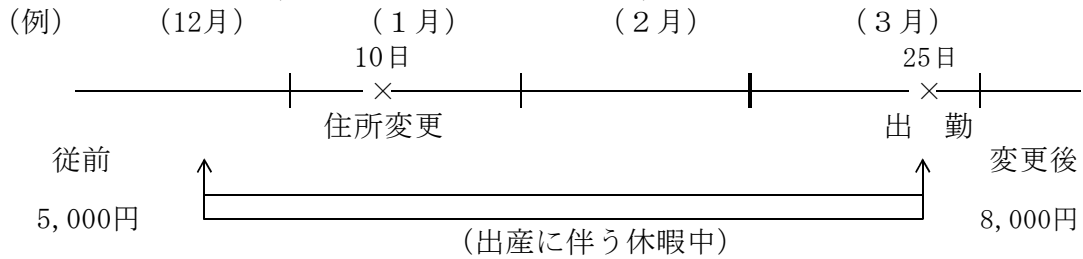 (例) (12月) (１月) (２月) (３月)
10日 25日
× ×
住所変更 出　勤
従前 変更後
5,000円 8,000円
(出産に伴う休暇中)